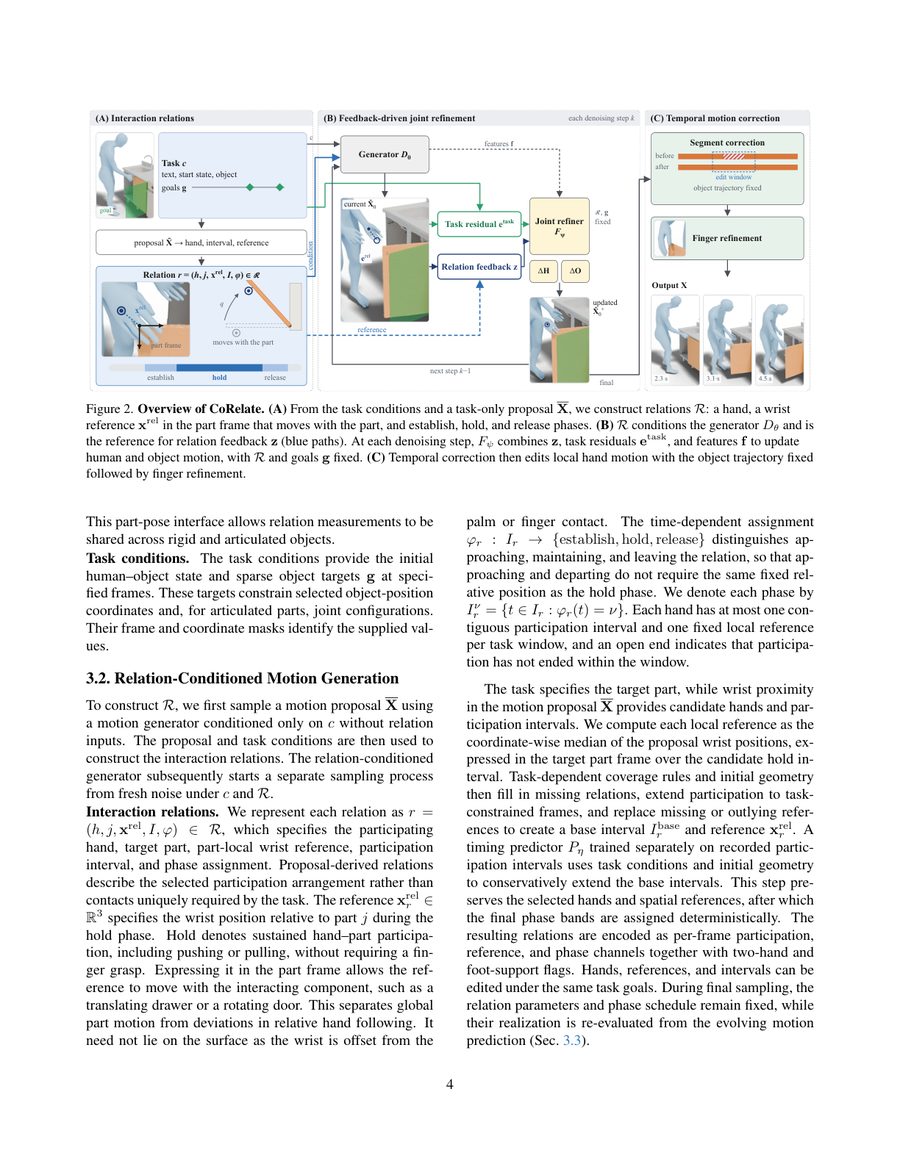 (A) Interaction relations
Task c
text, start state, object
goals g
goal
proposal X̄ → hand, interval, reference
Relation r = (h, j, x^rel, I, φ) ∈ 𝓡
x^rel
part frame
q
moves with the part
establish
hold
release
(B) Feedback-driven joint refinement
each denoising step k
c
condition
Generator D_θ
features f
current X̂₀
e^rel
Task residual e^task
Relation feedback z
Joint refiner
F_ψ
𝓡, g
fixed
ΔH
ΔO
updated
reference
next step k−1
final
(C) Temporal motion correction
Segment correction
before
after
edit window
object trajectory fixed
Finger refinement
Output X
2.3 s
3.1 s
4.5 s
Figure 2. Overview of CoRelate. (A) From the task conditions and a task-only proposal X̄, we construct relations R: a hand, a wrist
reference x^rel in the part frame that moves with the part, and establish, hold, and release phases. (B) R conditions the generator D_θ and is
the reference for relation feedback z (blue paths). At each denoising step, F_ψ combines z, task residuals e^task, and features f to update
human and object motion, with R and goals g fixed. (C) Temporal correction then edits local hand motion with the object trajectory fixed
followed by finger refinement.
This part-pose interface allows relation measurements to be
shared across rigid and articulated objects.
Task conditions. The task conditions provide the initial
human–object state and sparse object targets g at speci-
fied frames. These targets constrain selected object-position
coordinates and, for articulated parts, joint configurations.
Their frame and coordinate masks identify the supplied val-
ues.
3.2. Relation-Conditioned Motion Generation
To construct R, we first sample a motion proposal X̄ using
a motion generator conditioned only on c without relation
inputs. The proposal and task conditions are then used to
construct the interaction relations. The relation-conditioned
generator subsequently starts a separate sampling process
from fresh noise under c and R.
Interaction relations. We represent each relation as r =
(h, j, x^rel, I, φ) ∈ R, which specifies the participating
hand, target part, part-local wrist reference, participation
interval, and phase assignment. Proposal-derived relations
describe the selected participation arrangement rather than
contacts uniquely required by the task. The reference x_r^rel ∈
ℝ³ specifies the wrist position relative to part j during the
hold phase. Hold denotes sustained hand–part participa-
tion, including pushing or pulling, without requiring a fin-
ger grasp. Expressing it in the part frame allows the ref-
erence to move with the interacting component, such as a
translating drawer or a rotating door. This separates global
part motion from deviations in relative hand following. It
need not lie on the surface as the wrist is offset from the
palm or finger contact. The time-dependent assignment
φ_r : I_r → {establish, hold, release} distinguishes ap-
proaching, maintaining, and leaving the relation, so that ap-
proaching and departing do not require the same fixed rel-
ative position as the hold phase. We denote each phase by
I_r^ν = {t ∈ I_r : φ_r(t) = ν}. Each hand has at most one con-
tiguous participation interval and one fixed local reference
per task window, and an open end indicates that participa-
tion has not ended within the window.
The task specifies the target part, while wrist proximity
in the motion proposal X̄ provides candidate hands and par-
ticipation intervals. We compute each local reference as the
coordinate-wise median of the proposal wrist positions, ex-
pressed in the target part frame over the candidate hold in-
terval. Task-dependent coverage rules and initial geometry
then fill in missing relations, extend participation to task-
constrained frames, and replace missing or outlying refer-
ences to create a base interval I_r^base and reference x_r^rel. A
timing predictor P_η trained separately on recorded partic-
ipation intervals uses task conditions and initial geometry
to conservatively extend the base intervals. This step pre-
serves the selected hands and spatial references, after which
the final phase bands are assigned deterministically. The
resulting relations are encoded as per-frame participation,
reference, and phase channels together with two-hand and
foot-support flags. Hands, references, and intervals can be
edited under the same task goals. During final sampling, the
relation parameters and phase schedule remain fixed, while
their realization is re-evaluated from the evolving motion
prediction (Sec. 3.3).
4